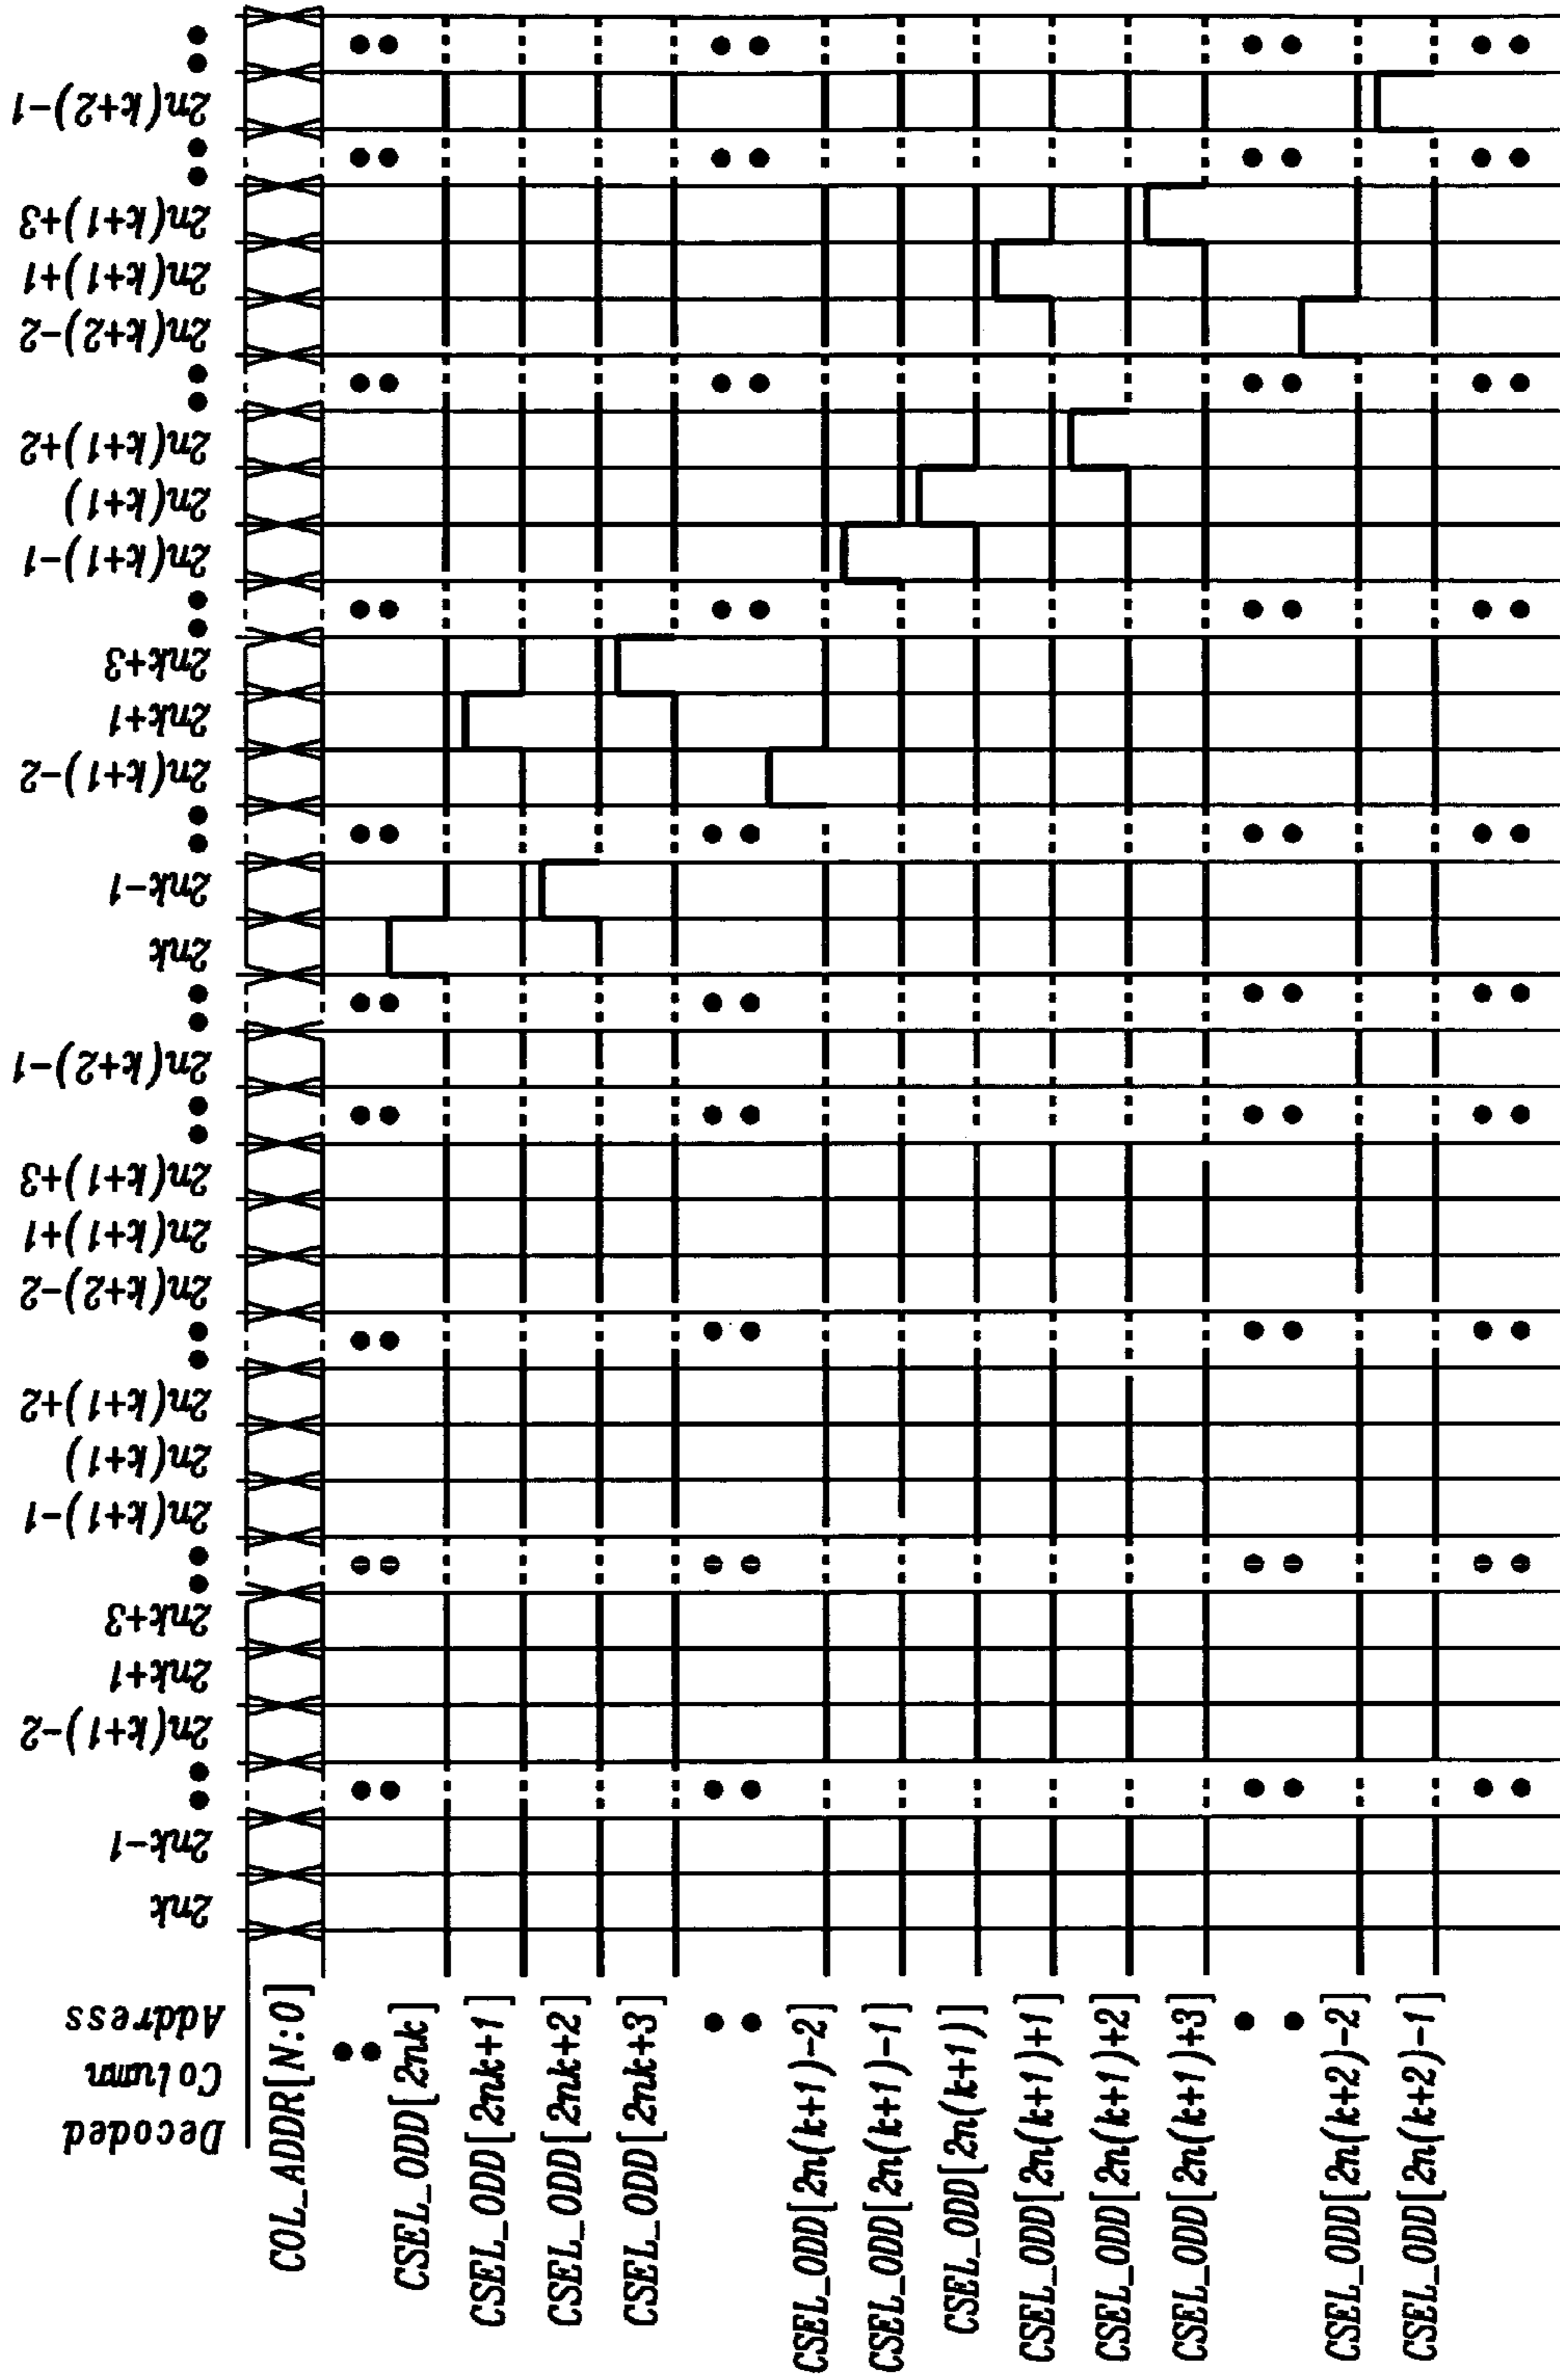 Decoded
Column
Address
2nk
2nk-1
2n(k+1)-2
2nk+1
2nk+3
2n(k+1)-1
2n(k+1)
2n(k+1)+2
2n(k+2)-2
2n(k+1)+1
2n(k+1)+3
2n(k+2)-1
2nk
2nk-1
2n(k+1)-2
2nk+1
2nk+3
2n(k+1)-1
2n(k+1)
2n(k+1)+2
2n(k+2)-2
2n(k+1)+1
2n(k+1)+3
2n(k+2)-1
COL_ADDR[N:0]
CSEL_ODD[2nk]
CSEL_ODD[2nk+1]
CSEL_ODD[2nk+2]
CSEL_ODD[2nk+3]
CSEL_ODD[2n(k+1)-2]
CSEL_ODD[2n(k+1)-1]
CSEL_ODD[2n(k+1)]
CSEL_ODD[2n(k+1)+1]
CSEL_ODD[2n(k+1)+2]
CSEL_ODD[2n(k+1)+3]
CSEL_ODD[2n(k+2)-2]
CSEL_ODD[2n(k+2)-1]